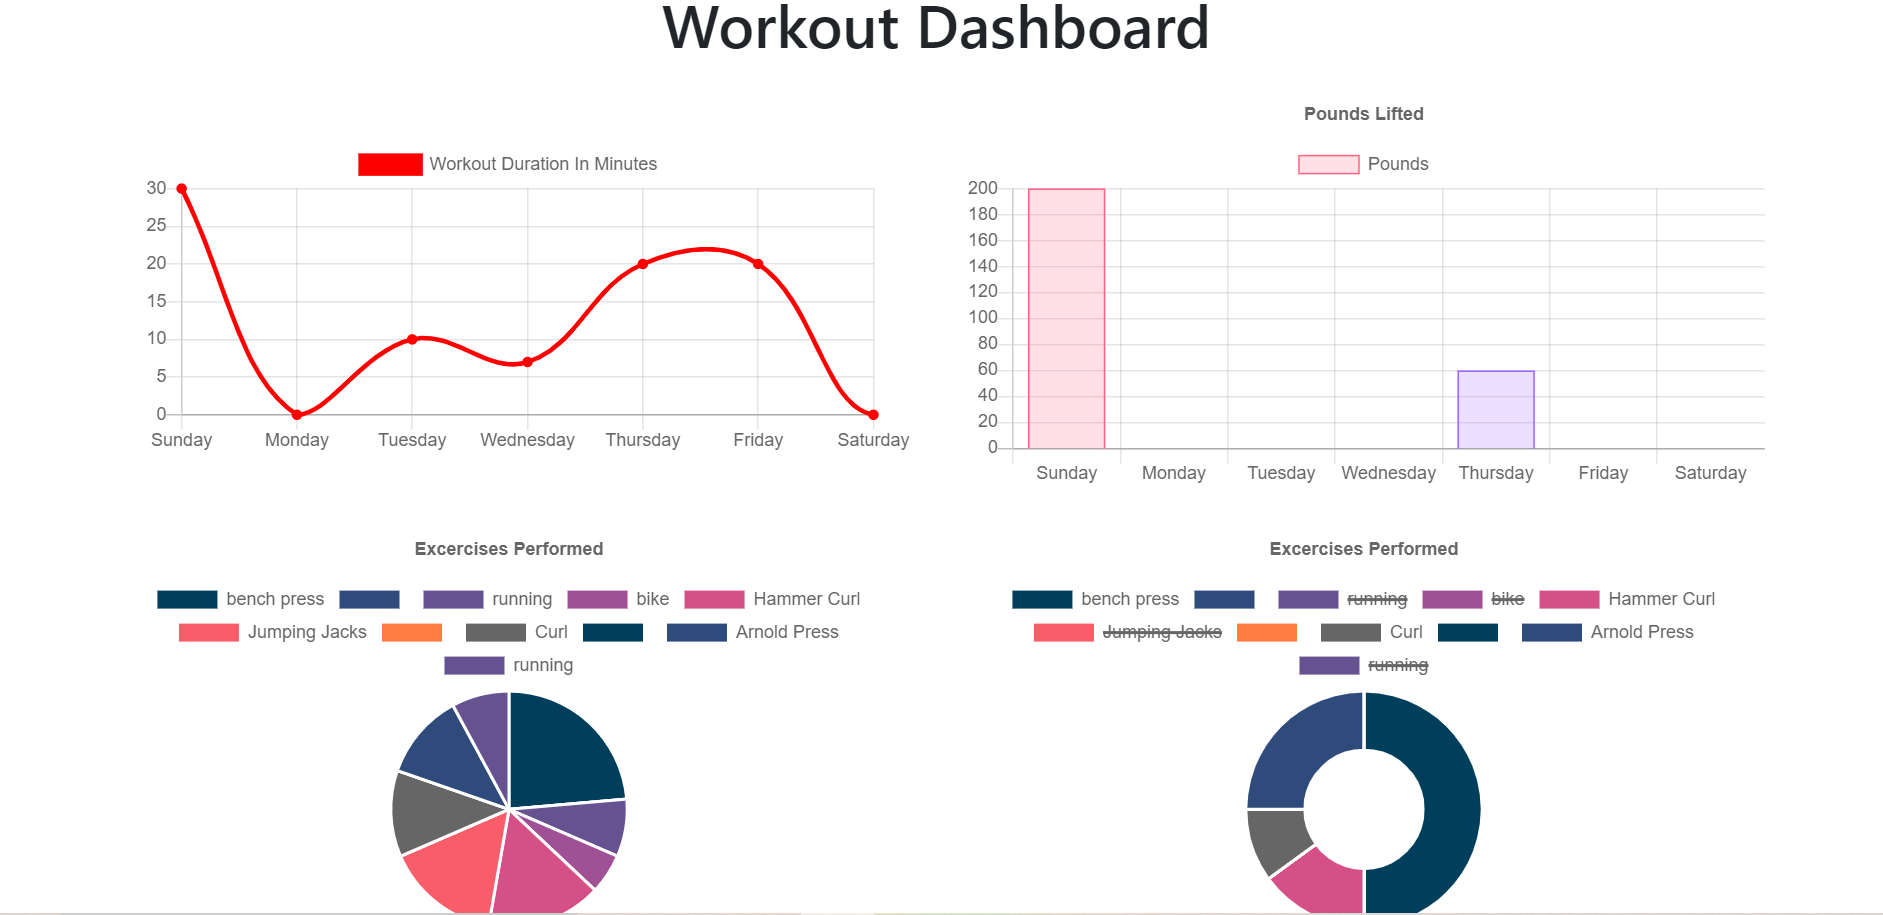 Workout Dashboard
Workout Duration In Minutes
30
25
20
15
10
5
0
Sunday Monday Tuesday Wednesday Thursday Friday Saturday
Pounds Lifted
Pounds
200
180
160
140
120
100
80
60
40
20
0
Sunday Monday Tuesday Wednesday Thursday Friday Saturday
Excercises Performed
bench press running bike Hammer Curl
Jumping Jacks Curl Arnold Press
running
Excercises Performed
bench press running bike Hammer Curl
Jumping Jacks Curl Arnold Press
running